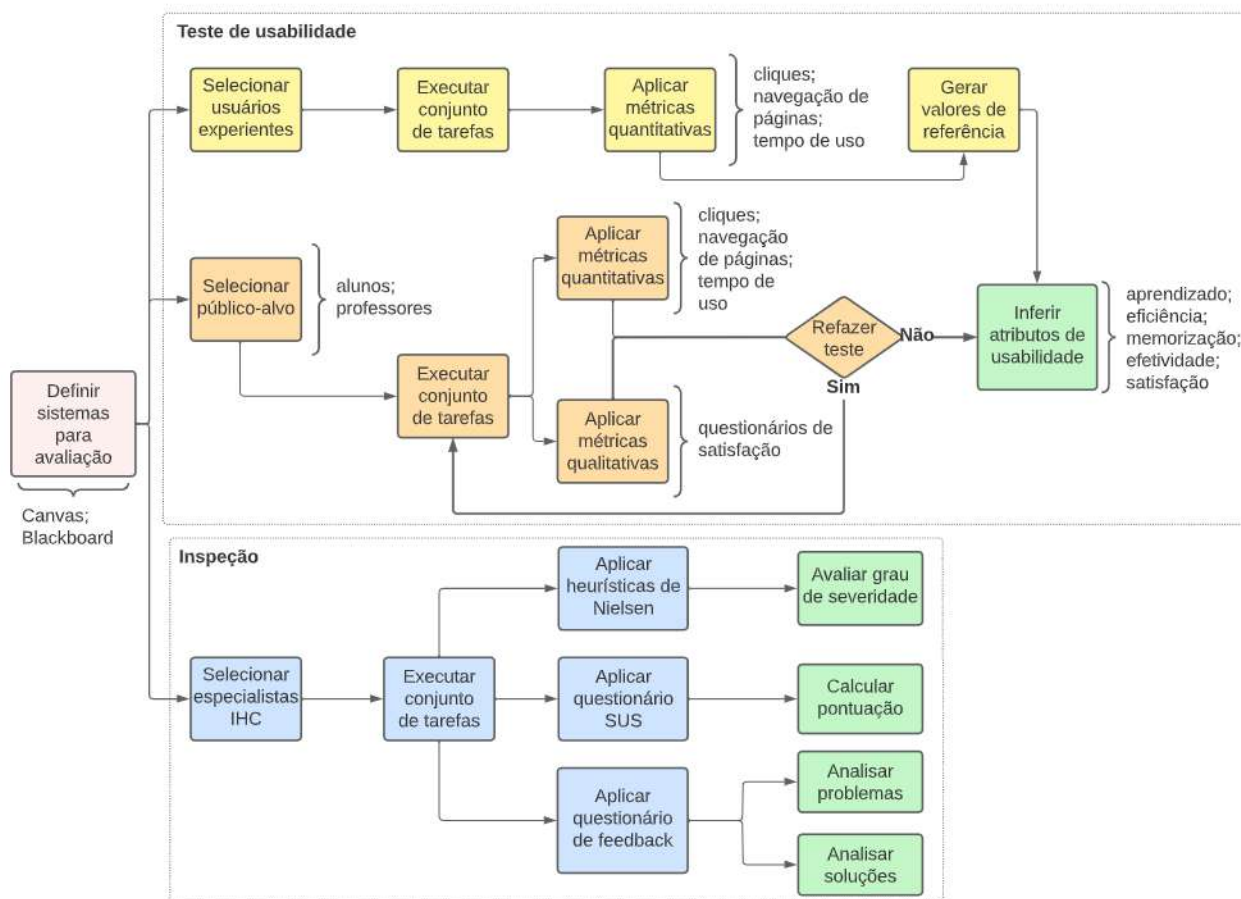 Teste de usabilidade
Selecionar
usuários
experientes
Executar
conjunto
de tarefas
Aplicar
métricas
quantitativas
cliques;
navegação de
páginas;
tempo de uso
Gerar
valores de
referência
Selecionar
público-alvo
alunos;
professores
Executar
conjunto
de tarefas
Aplicar
métricas
quantitativas
cliques;
navegação
de páginas;
tempo de
uso
Aplicar
métricas
qualitativas
questionários de
satisfação
Refazer
teste
Não
Sim
Inferir
atributos de
usabilidade
aprendizado;
eficiência;
memorização;
efetividade;
satisfação
Definir
sistemas
para
avaliação
Canvas;
Blackboard
Inspeção
Selecionar
especialistas
IHC
Executar
conjunto
de tarefas
Aplicar
heurísticas de
Nielsen
Avaliar grau
de severidade
Aplicar
questionário
SUS
Calcular
pontuação
Aplicar
questionário
de feedback
Analisar
problemas
Analisar
soluções